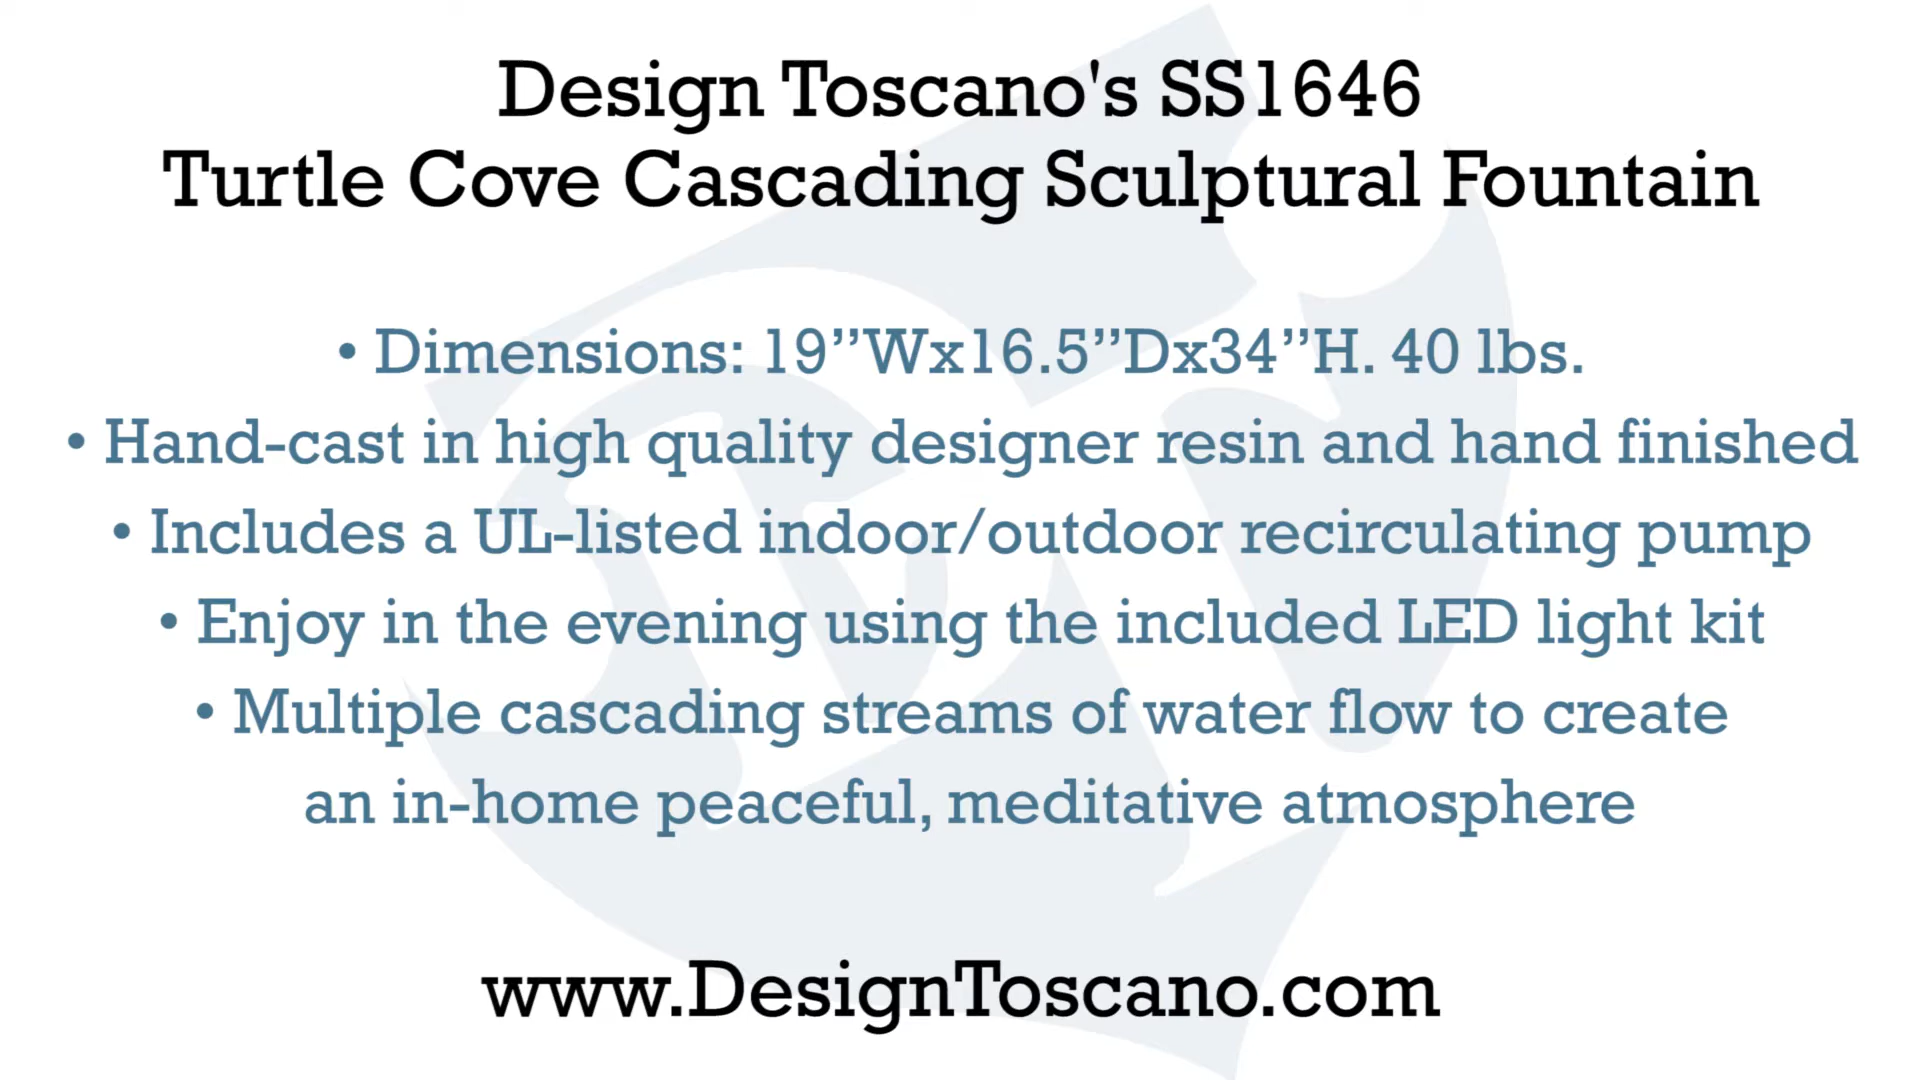 Design Toscano's SS1646
Turtle Cove Cascading Sculptural Fountain
• Dimensions: 19”Wx16.5”Dx34”H. 40 lbs.
• Hand-cast in high quality designer resin and hand finished
• Includes a UL-listed indoor/outdoor recirculating pump
• Enjoy in the evening using the included LED light kit
• Multiple cascading streams of water flow to create
an in-home peaceful, meditative atmosphere
www.DesignToscano.com